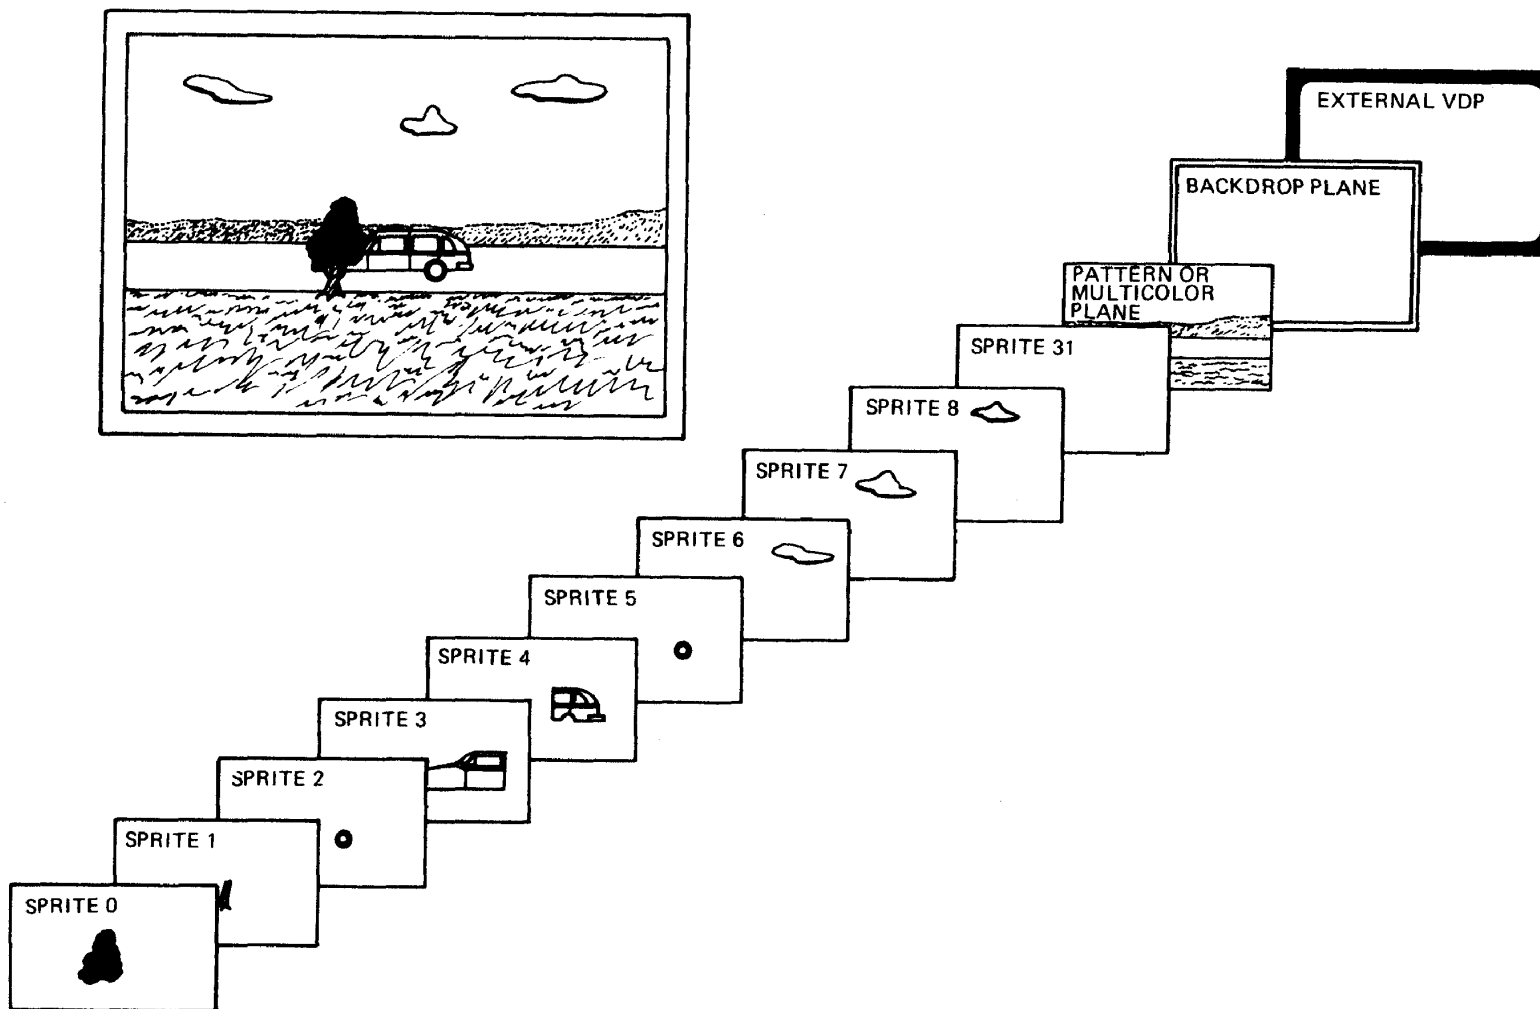 EXTERNAL VDP
BACKDROP PLANE
PATTERN OR
MULTICOLOR
PLANE
SPRITE 31
SPRITE 8
SPRITE 7
SPRITE 6
SPRITE 5
SPRITE 4
SPRITE 3
SPRITE 2
SPRITE 1
SPRITE 0